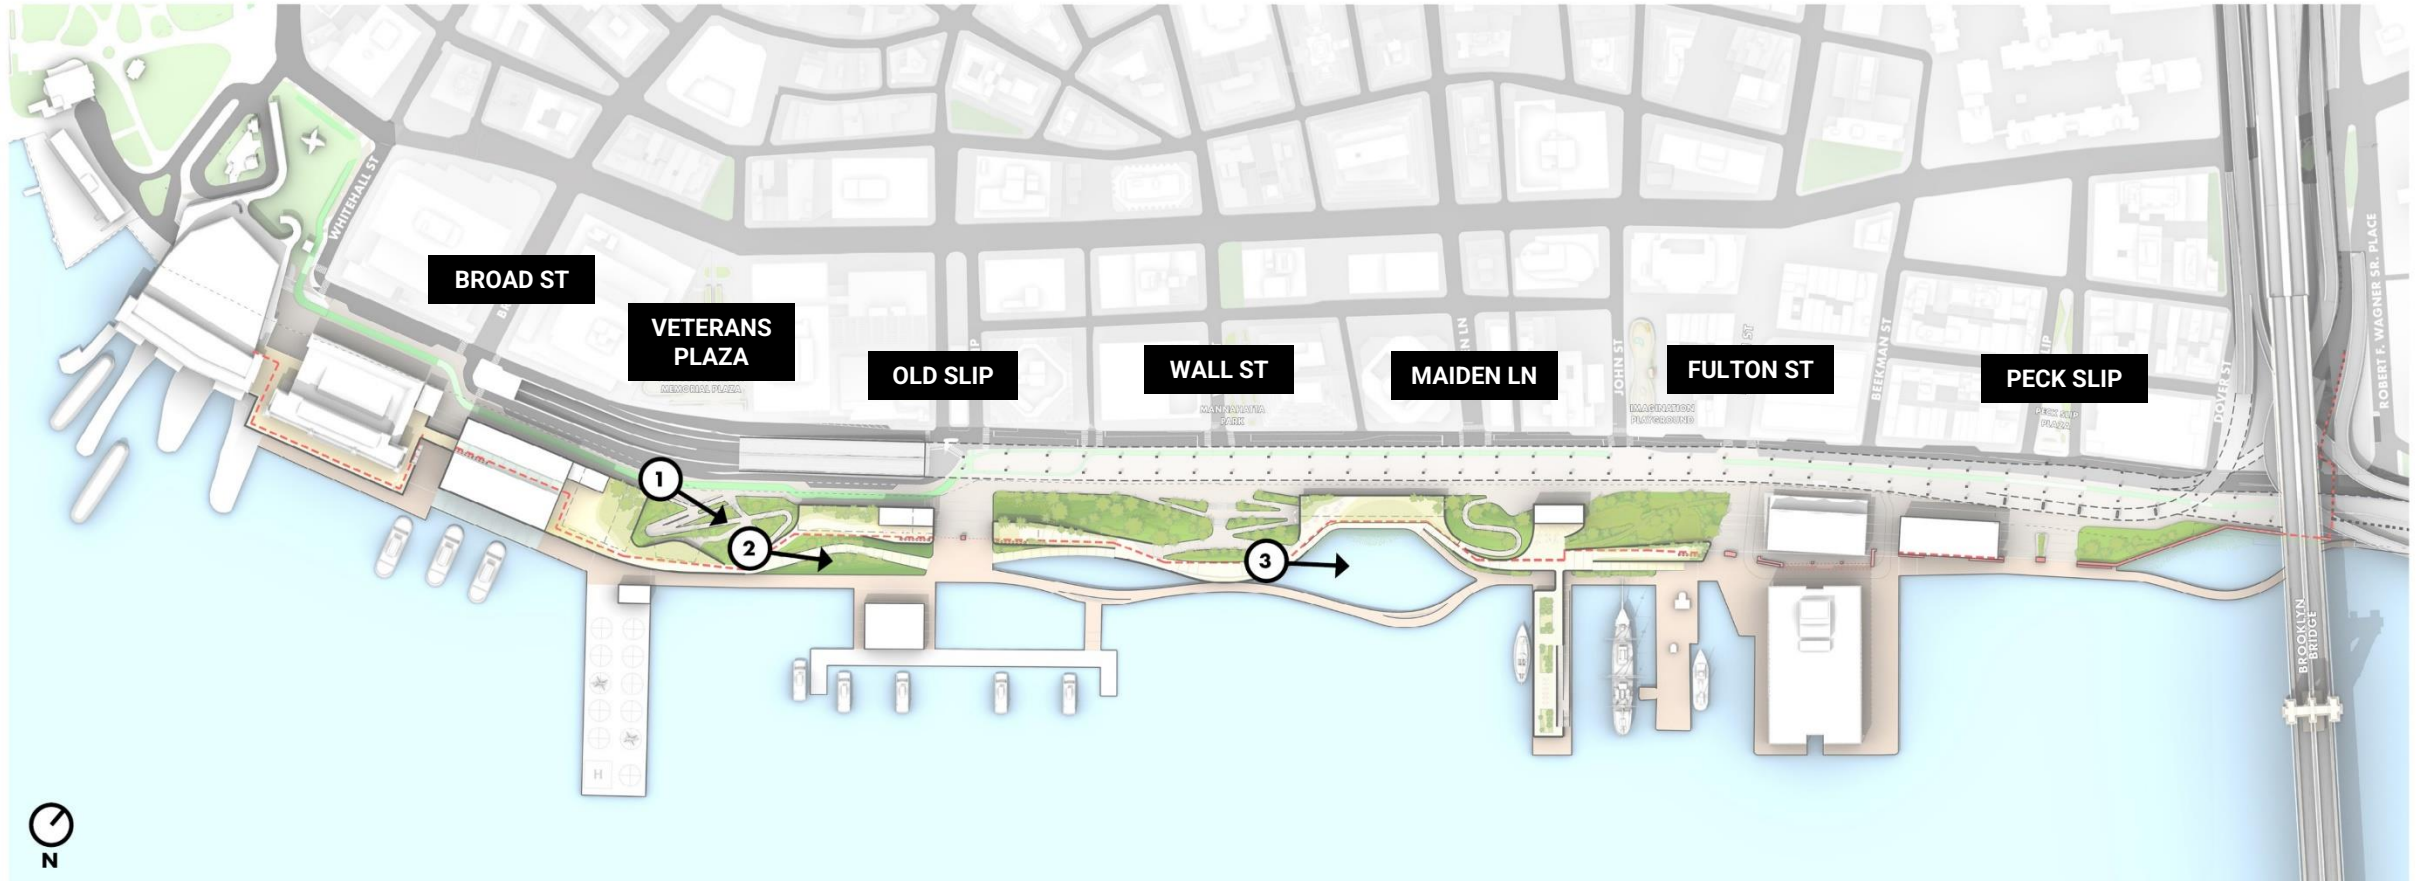 WHITEHALL ST
BROAD ST
VETERANS
PLAZA
MEMORIAL PLAZA
OLD SLIP
WALL ST
MANNAHATTA
PARK
MAIDEN LN
JOHN ST
IMAGINATION
PLAYGROUND
FULTON ST
BEEKMAN ST
PECK SLIP
PECK SLIP
PLAZA
DOVER ST
ROBERT F. WAGNER SR. PLACE
1
2
3
H
BROOKLYN
BRIDGE
N